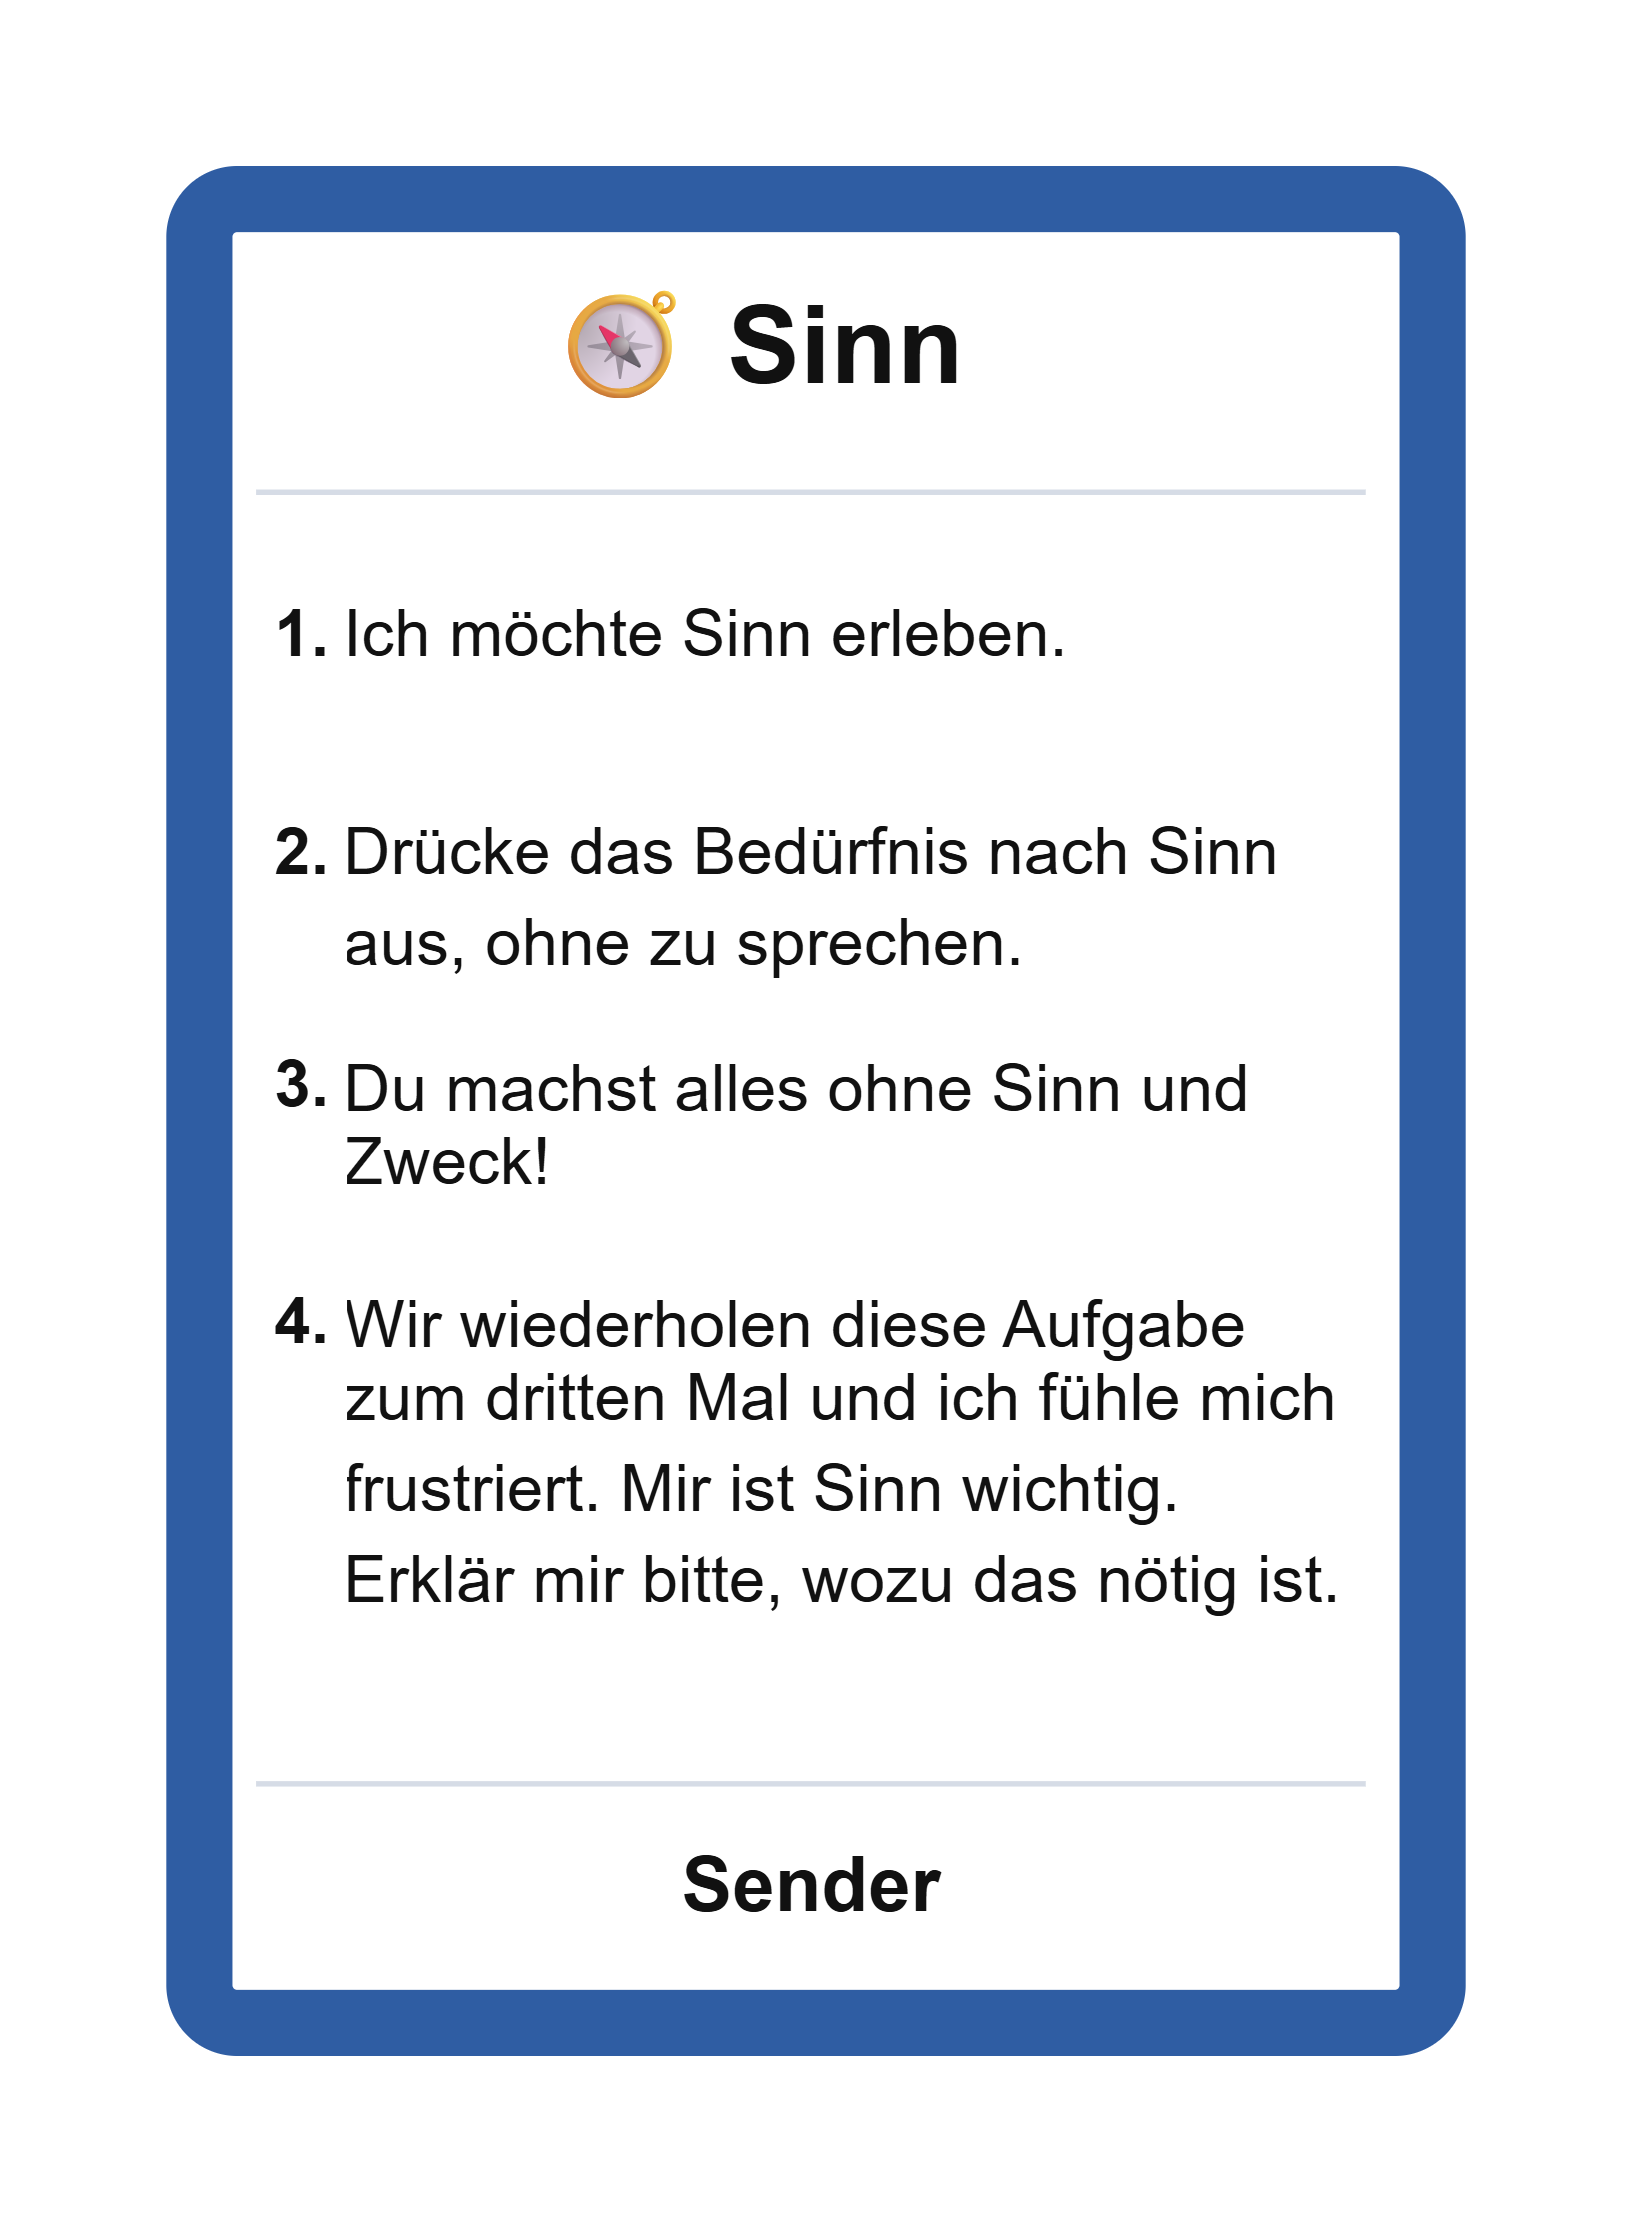 Sinn
1. Ich möchte Sinn erleben.
2. Drücke das Bedürfnis nach Sinn
aus, ohne zu sprechen.
3. Du machst alles ohne Sinn und
Zweck!
4. Wir wiederholen diese Aufgabe
zum dritten Mal und ich fühle mich
frustriert. Mir ist Sinn wichtig.
Erklär mir bitte, wozu das nötig ist.
Sender